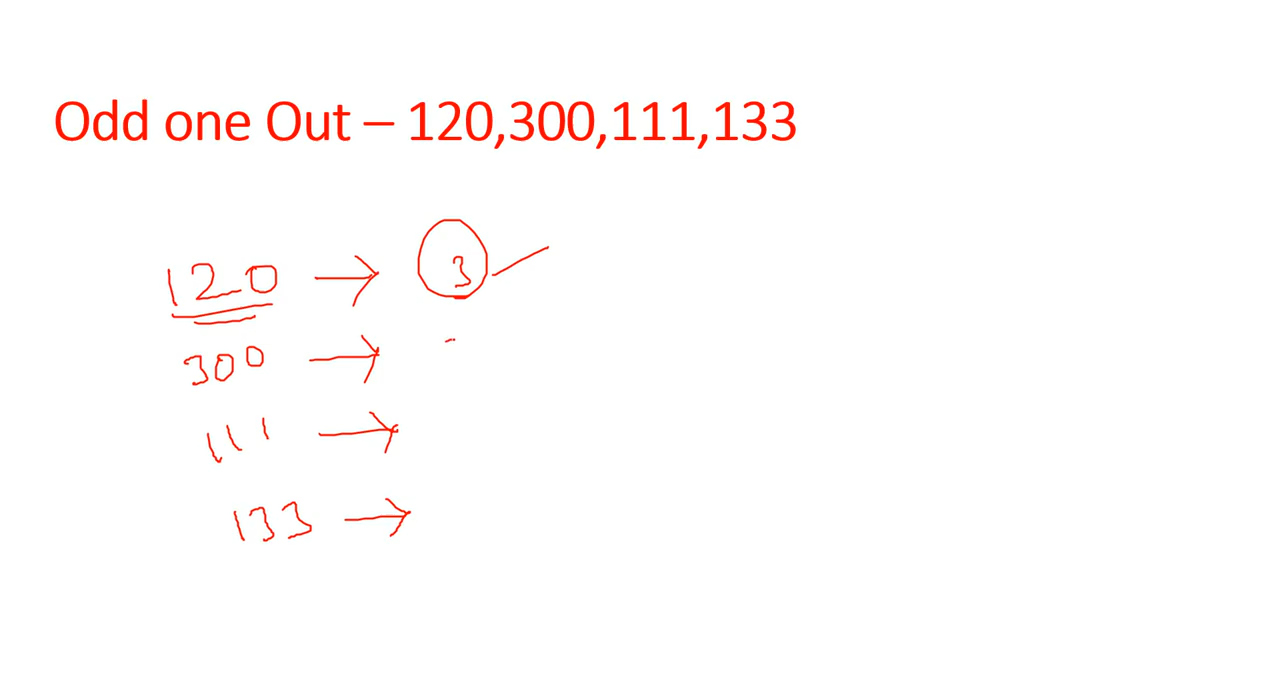 Odd one Out – 120,300,111,133
120 → 3
300 →
111 →
133 →